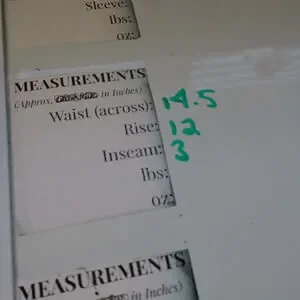 Sleeve:
lbs:
oz:
MEASUREMENTS
(Approx. in Inches)
Waist (across): 14.5
Rise: 12
Inseam: 3
lbs:
oz:
MEASUREMENTS
in Inches)